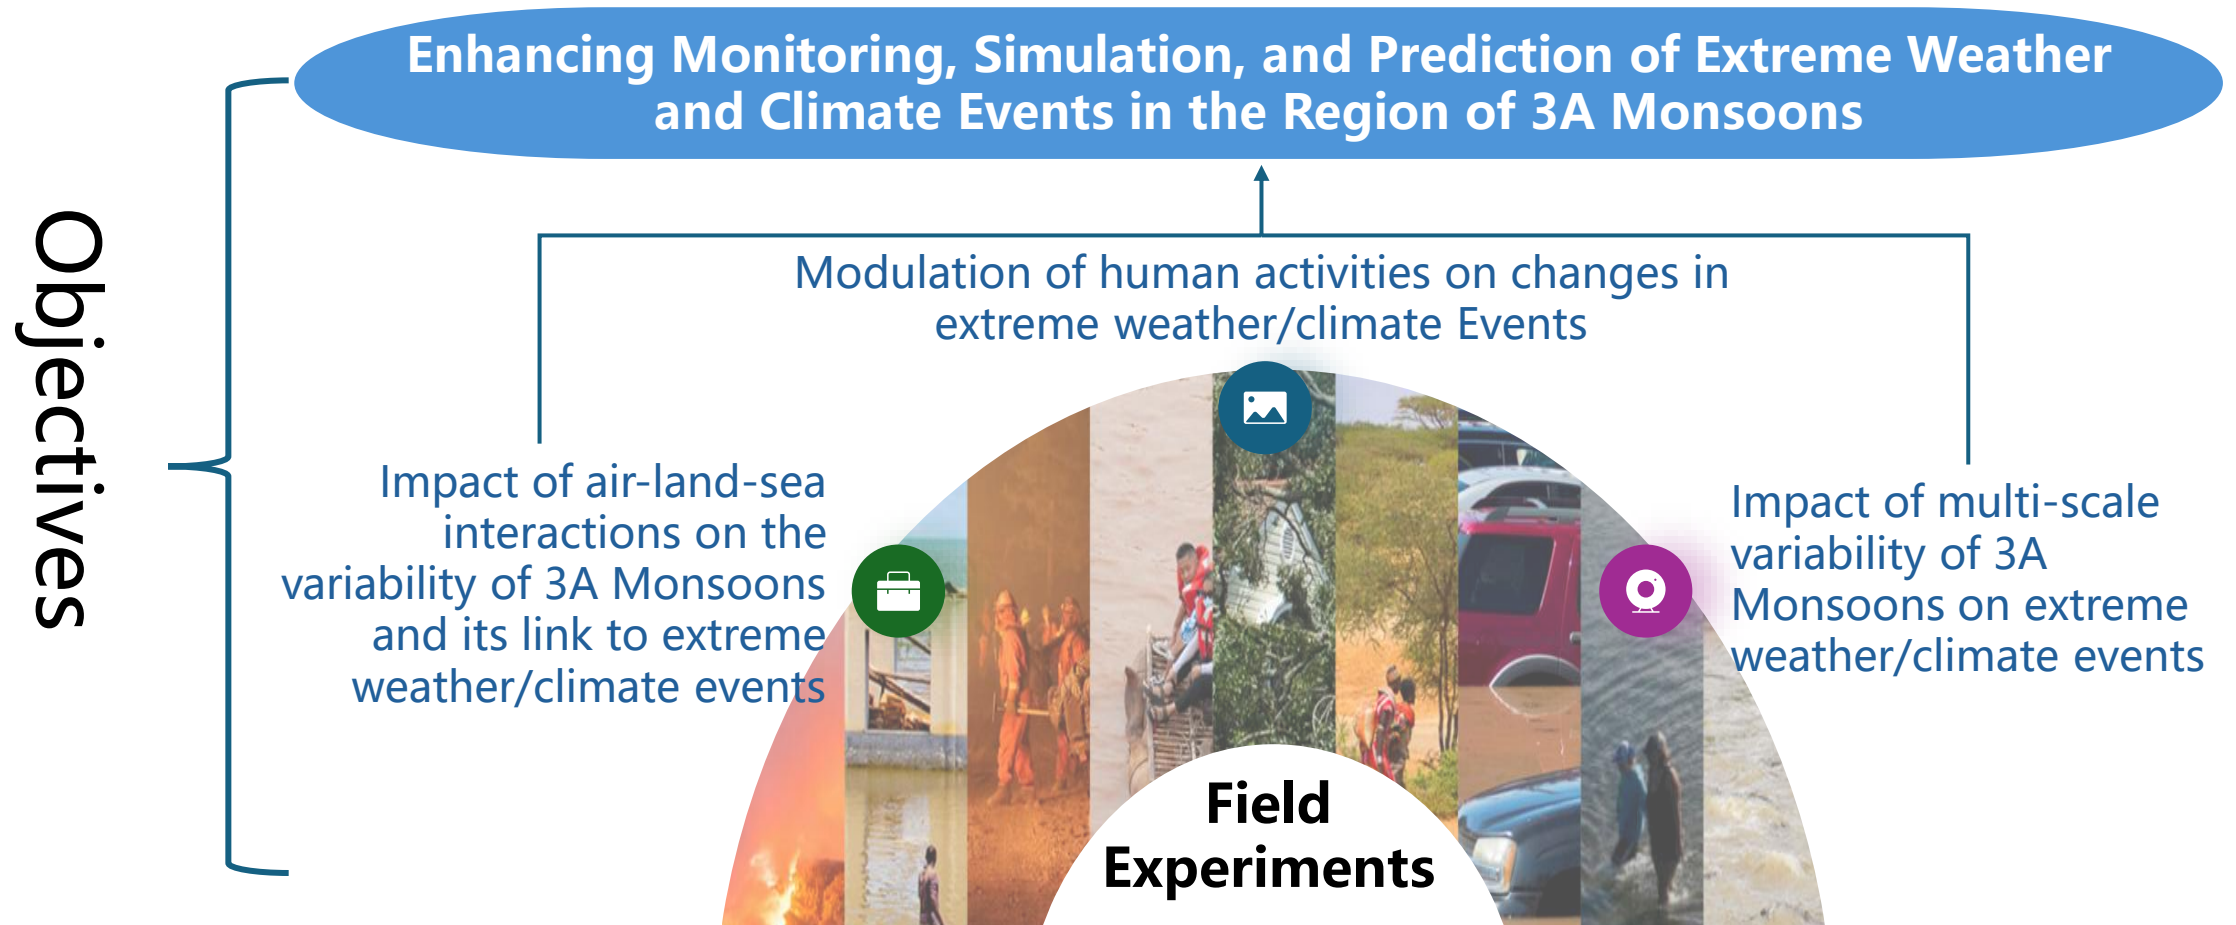 Objectives
Enhancing Monitoring, Simulation, and Prediction of Extreme Weather
and Climate Events in the Region of 3A Monsoons
Modulation of human activities on changes in
extreme weather/climate Events
Impact of air-land-sea
interactions on the
variability of 3A Monsoons
and its link to extreme
weather/climate events
Impact of multi-scale
variability of 3A
Monsoons on extreme
weather/climate events
Field
Experiments